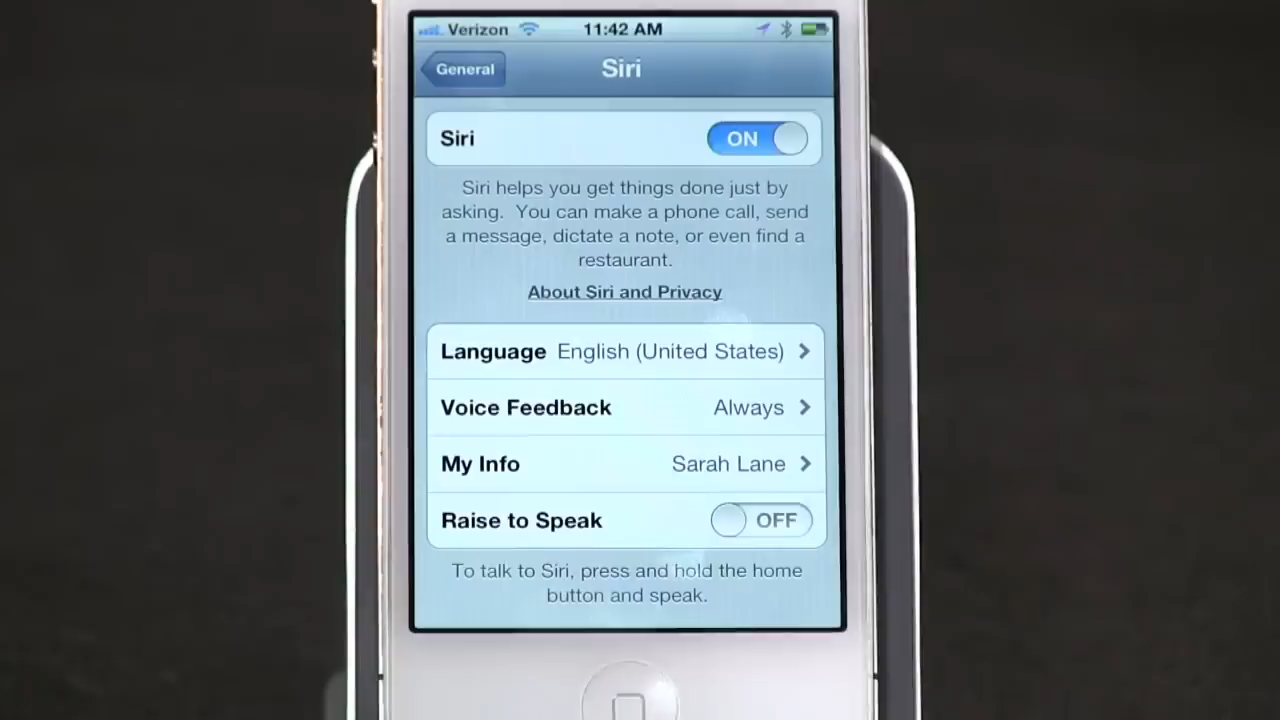 Verizon 11:42 AM
General Siri
Siri ON
Siri helps you get things done just by
asking. You can make a phone call, send
a message, dictate a note, or even find a
restaurant.
About Siri and Privacy
Language English (United States)
Voice Feedback Always
My Info Sarah Lane
Raise to Speak OFF
To talk to Siri, press and hold the home
button and speak.